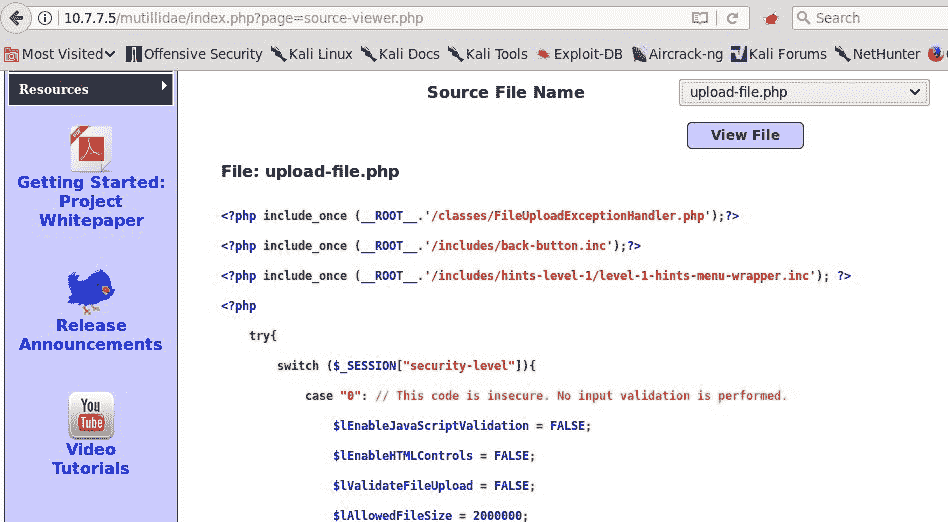 10.7.7.5/mutillidae/index.php?page=source-viewer.php
Search
Most Visited
Offensive Security
Kali Linux
Kali Docs
Kali Tools
Exploit-DB
Aircrack-ng
Kali Forums
NetHunter
Resources
PDF
Getting Started:
Project
Whitepaper
Release
Announcements
You
Tube
Video
Tutorials
Source File Name
upload-file.php
View File
File: upload-file.php
<?php include_once (__ROOT__.'/classes/FileUploadExceptionHandler.php');?>
<?php include_once (__ROOT__.'/includes/back-button.inc');?>
<?php include_once (__ROOT__.'/includes/hints-level-1/level-1-hints-menu-wrapper.inc'); ?>
<?php
try{
switch ($_SESSION["security-level"]){
case "0": // This code is insecure. No input validation is performed.
$lEnableJavaScriptValidation = FALSE;
$lEnableHTMLControls = FALSE;
$lValidateFileUpload = FALSE;
$lAllowedFileSize = 2000000;